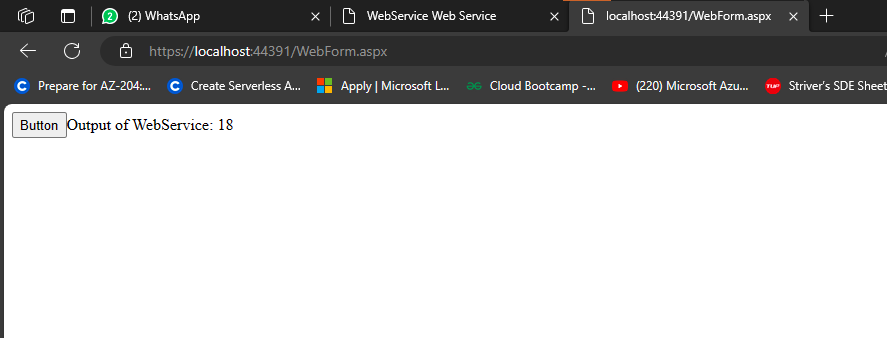 (2) WhatsApp
WebService Web Service
localhost:44391/WebForm.aspx
https://localhost:44391/WebForm.aspx
Prepare for AZ-204:...
Create Serverless A...
Apply | Microsoft L...
Cloud Bootcamp -...
(220) Microsoft Azu...
TUF
Striver's SDE Sheet
Button
Output of WebService: 18